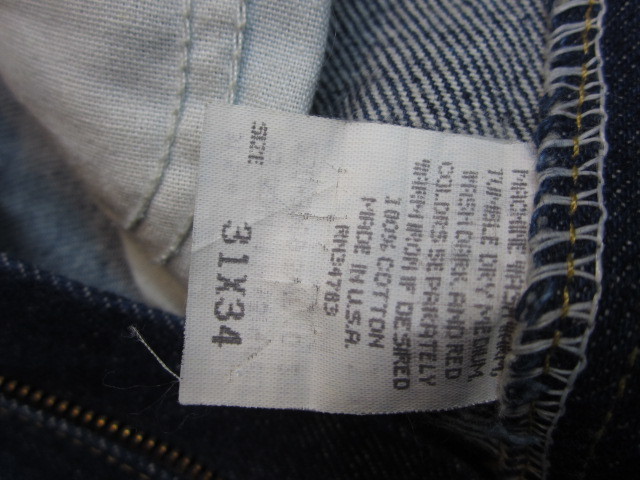 MACHINE WASH WARM,
TUMBLE DRY MEDIUM,
WASH DARK AND RED
COLORS SEPARATELY
WARM IRON IF DESIRED
100% COTTON
MADE IN U.S.A.
RN34783
SIZE 31X34